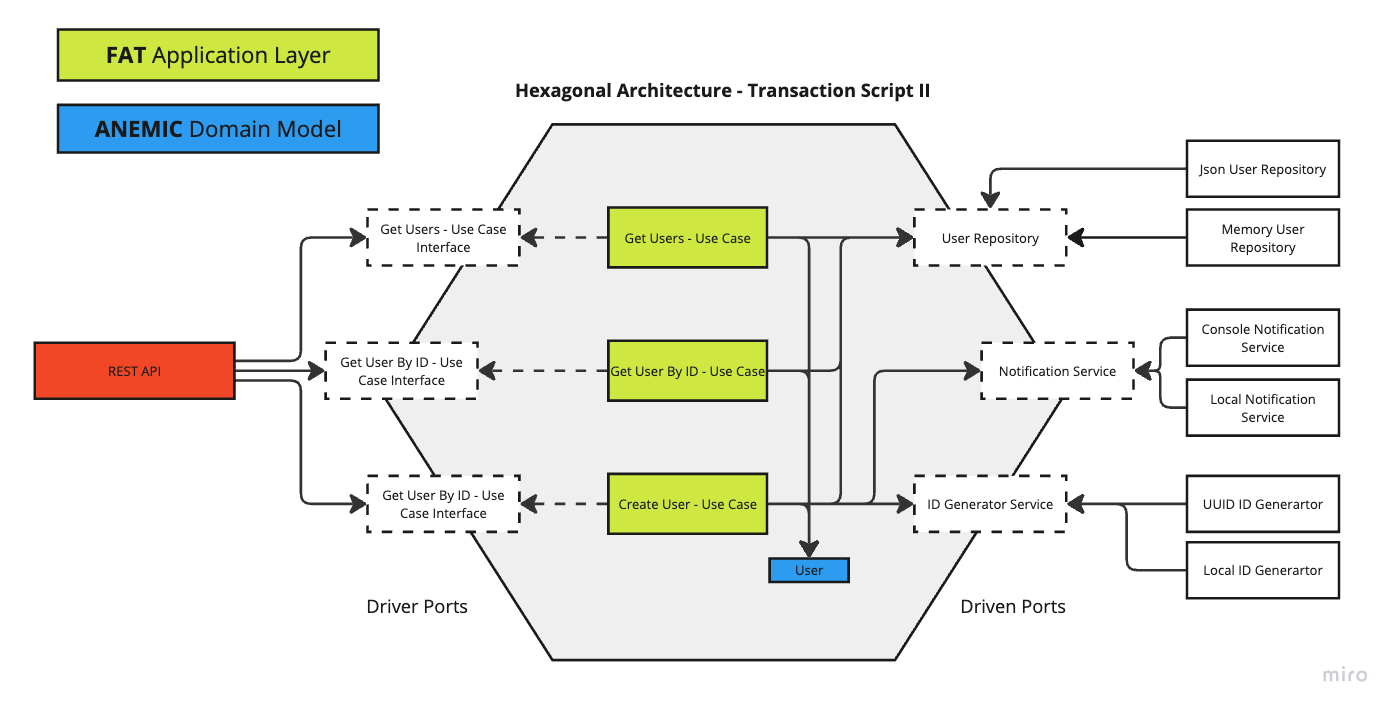 FAT Application Layer
ANEMIC Domain Model
Hexagonal Architecture - Transaction Script II
REST API
Get Users - Use Case
Interface
Get User By ID - Use
Case Interface
Get User By ID - Use
Case Interface
Driver Ports
Get Users - Use Case
Get User By ID - Use Case
Create User - Use Case
User
User Repository
Notification Service
ID Generator Service
Driven Ports
Json User Repository
Memory User
Repository
Console Notification
Service
Local Notification
Service
UUID ID Generartor
Local ID Generartor
miro